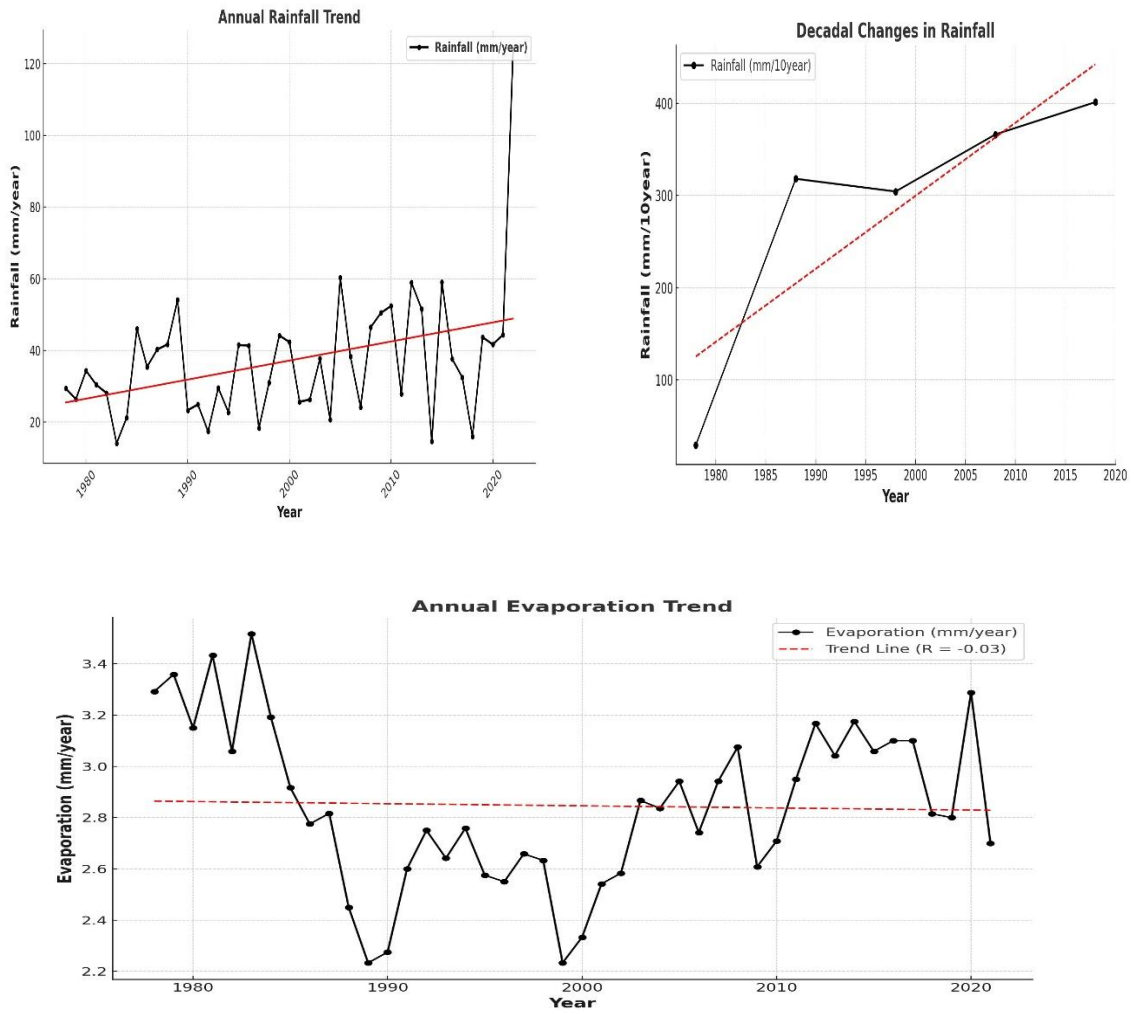 Annual Rainfall Trend
Rainfall (mm/year)
120
100
80
60
40
20
Rainfall (mm/year)
1980
1990
2000
2010
2020
Year
Decadal Changes in Rainfall
Rainfall (mm/10year)
400
300
200
100
Rainfall (mm/10year)
1980 1985 1990 1995 2000 2005 2010 2015 2020
Year
Annual Evaporation Trend
Evaporation (mm/year)
Trend Line (R = -0.03)
3.4
3.2
3.0
2.8
2.6
2.4
2.2
Evaporation (mm/year)
1980 1990 2000 2010 2020
Year